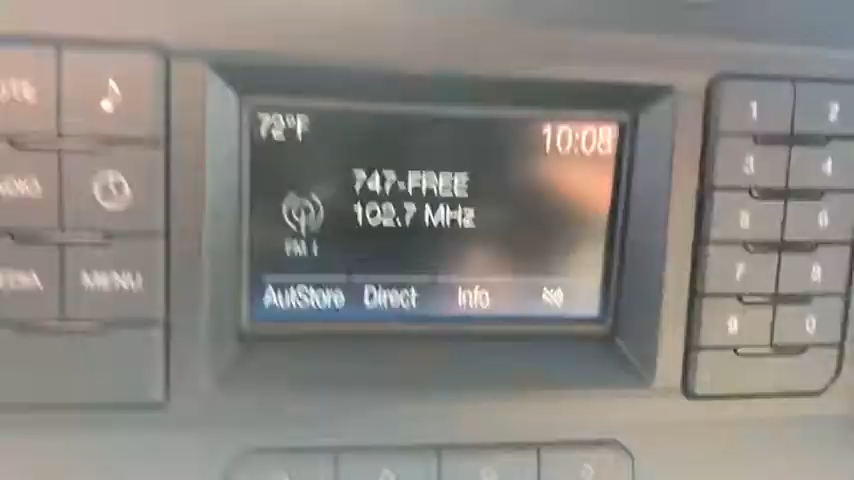 72°F
10:08
747-FREE
102.7 MHz
FM 1
AutStore Direct Info
MENU
1 2
3 4
5 6
7 8
9 0